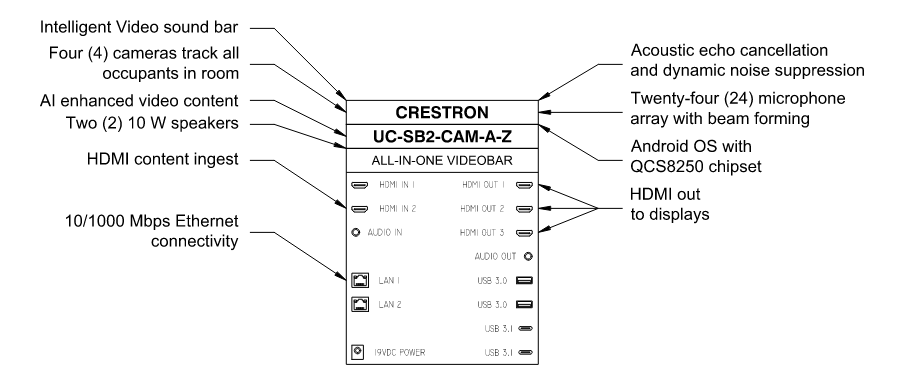 Intelligent Video sound bar
Four (4) cameras track all
occupants in room
AI enhanced video content
Two (2) 10 W speakers
HDMI content ingest
10/1000 Mbps Ethernet
connectivity
CRESTRON
UC-SB2-CAM-A-Z
ALL-IN-ONE VIDEOBAR
HDMI IN 1 HDMI OUT 1
HDMI IN 2 HDMI OUT 2
AUDIO IN HDMI OUT 3
AUDIO OUT
LAN 1 USB 3.0
LAN 2 USB 3.0
USB 3.1
19VDC POWER USB 3.1
Acoustic echo cancellation
and dynamic noise suppression
Twenty-four (24) microphone
array with beam forming
Android OS with
QCS8250 chipset
HDMI out
to displays